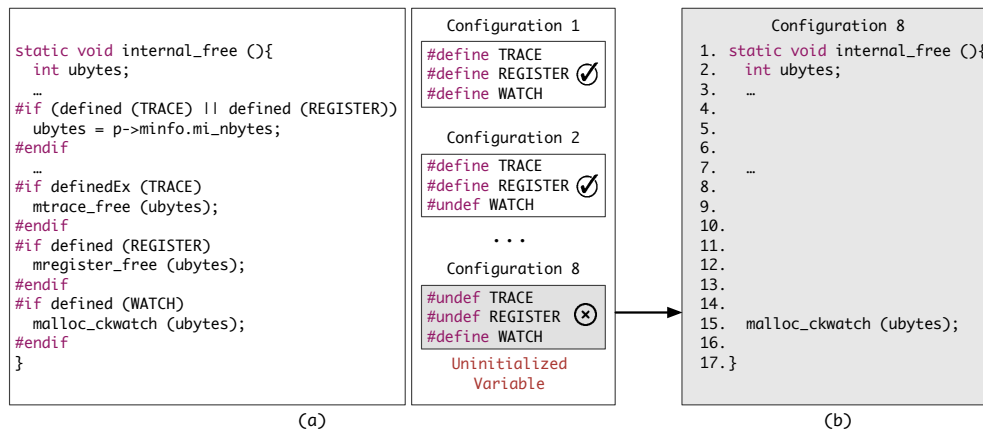 static void internal_free (){
int ubytes;
…
#if (defined (TRACE) || defined (REGISTER))
ubytes = p->minfo.mi_nbytes;
#endif
…
#if definedEx (TRACE)
mtrace_free (ubytes);
#endif
#if defined (REGISTER)
mregister_free (ubytes);
#endif
#if defined (WATCH)
malloc_ckwatch (ubytes);
#endif
}
(a)
Configuration 1
#define TRACE
#define REGISTER
#define WATCH
Configuration 2
#define TRACE
#define REGISTER
#undef WATCH
...
Configuration 8
#undef TRACE
#undef REGISTER
#define WATCH
Uninitialized
Variable
Configuration 8
1. static void internal_free (){
2. int ubytes;
3. …
4.
5.
6.
7. …
8.
9.
10.
11.
12.
13.
14.
15. malloc_ckwatch (ubytes);
16.
17.}
(b)